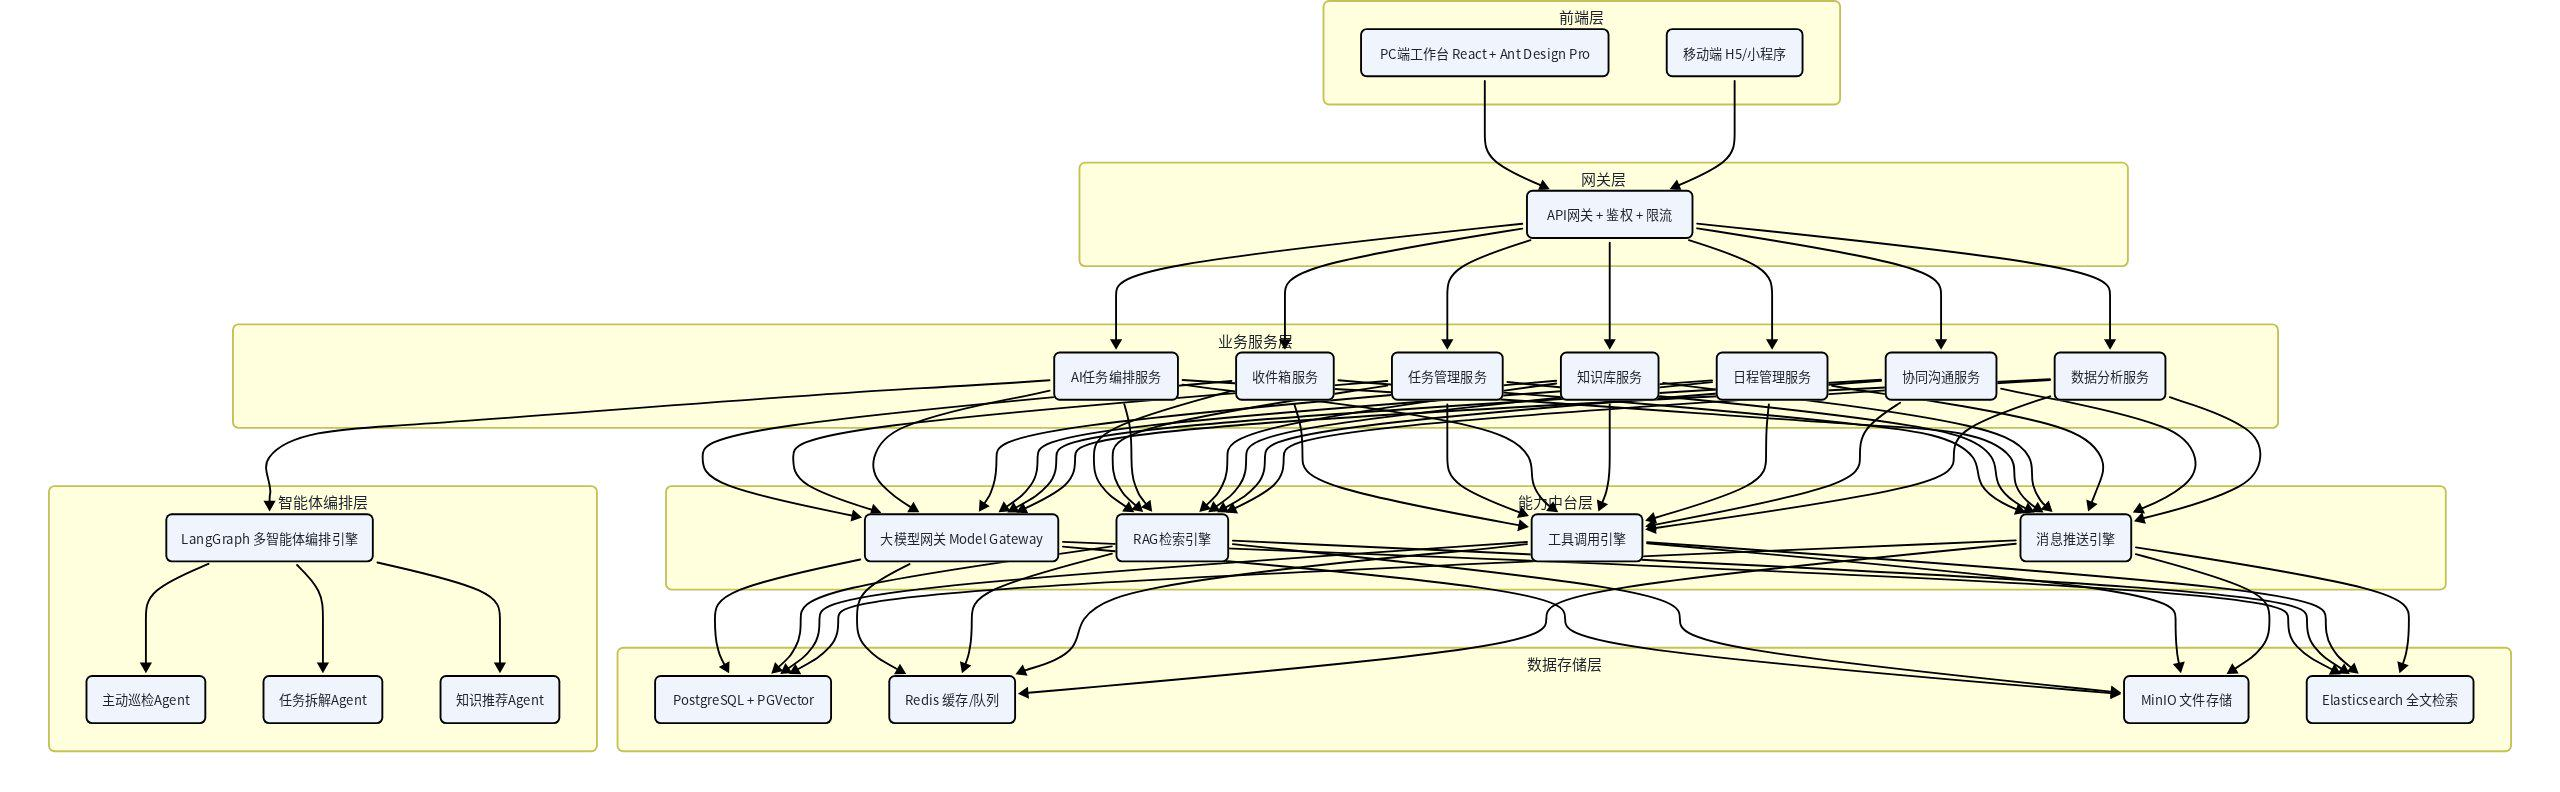 前端层
PC端工作台 React + Ant Design Pro
移动端 H5/小程序
网关层
API网关 + 鉴权 + 限流
业务服务层
AI任务编排服务
收件箱服务
任务管理服务
知识库服务
日程管理服务
协同沟通服务
数据分析服务
智能体编排层
LangGraph 多智能体编排引擎
能力中台层
大模型网关 Model Gateway
RAG检索引擎
工具调用引擎
消息推送引擎
主动巡检Agent
任务拆解Agent
知识推荐Agent
数据存储层
PostgreSQL + PGVector
Redis 缓存/队列
MinIO 文件存储
Elasticsearch 全文检索